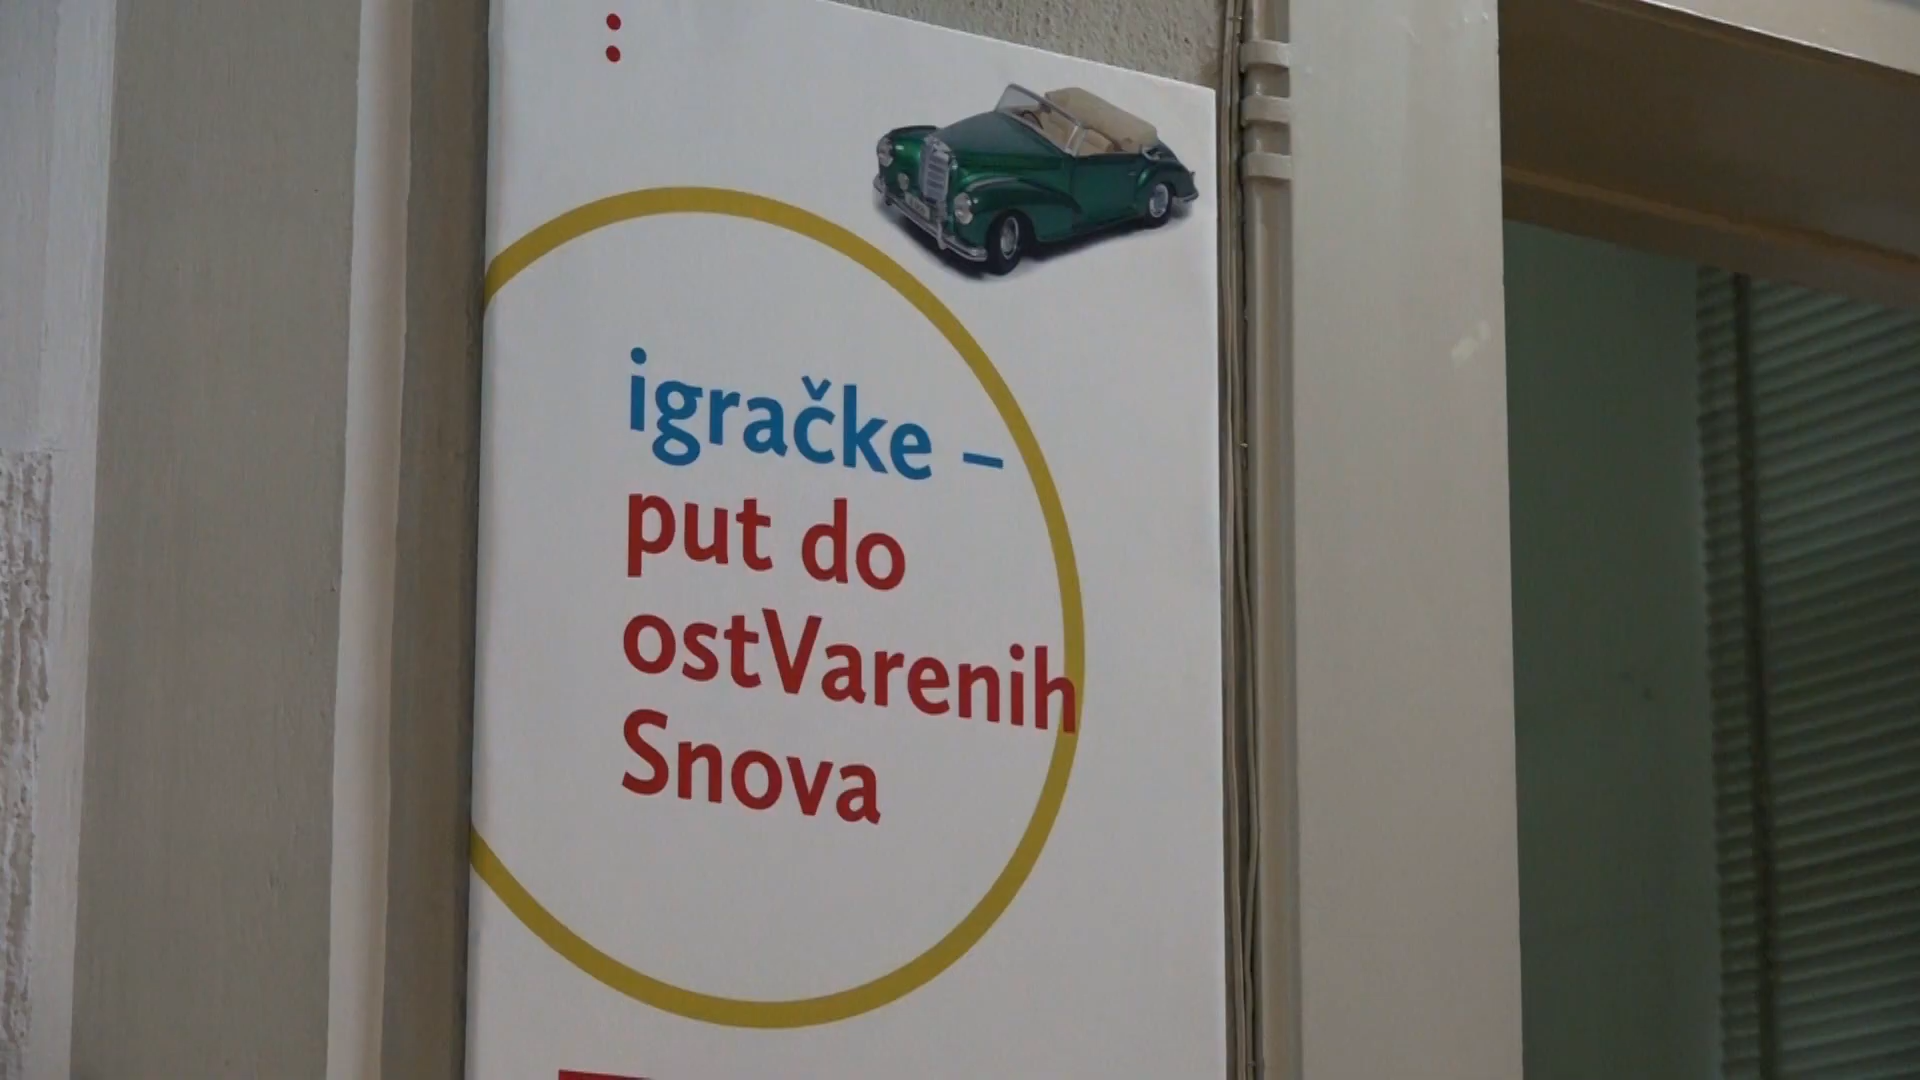 igračke –
put do
ostVarenih
Snova